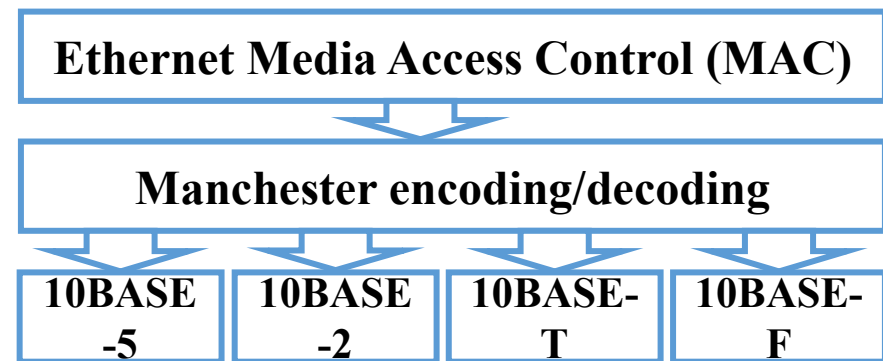 Ethernet Media Access Control (MAC)
Manchester encoding/decoding
10BASE
-5
10BASE
-2
10BASE-
T
10BASE-
F